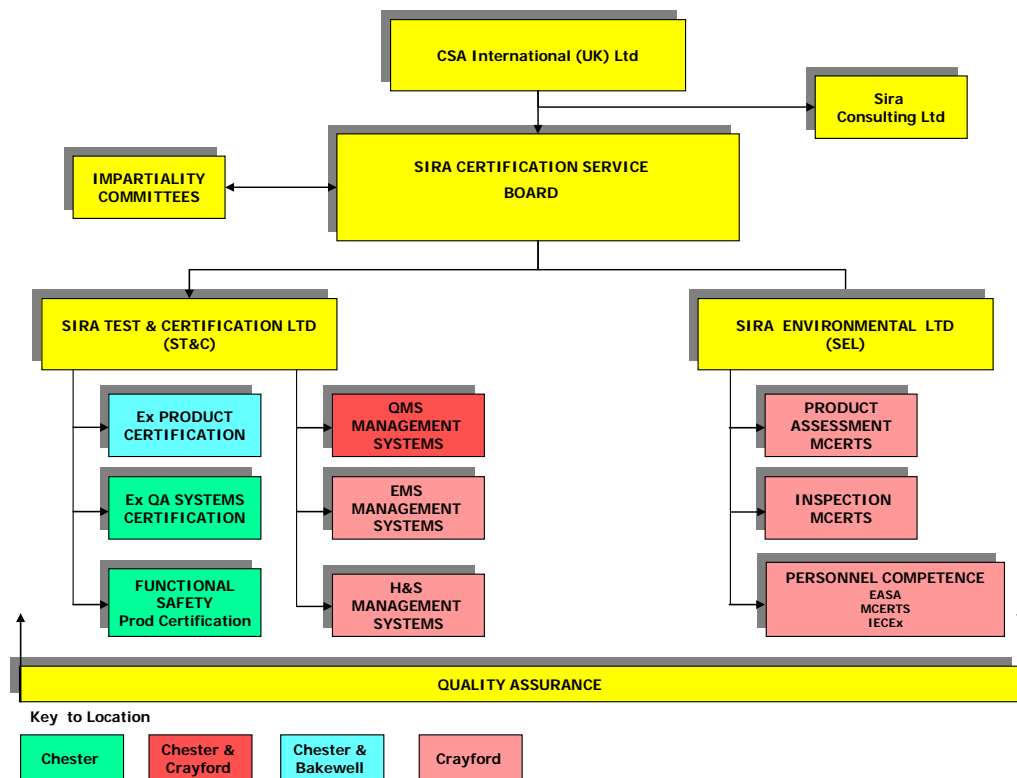 CSA International (UK) Ltd
Sira
Consulting Ltd
SIRA CERTIFICATION SERVICE
BOARD
IMPARTIALITY
COMMITTEES
SIRA TEST & CERTIFICATION LTD
(ST&C)
SIRA ENVIRONMENTAL LTD
(SEL)
Ex PRODUCT
CERTIFICATION
QMS
MANAGEMENT
SYSTEMS
PRODUCT
ASSESSMENT
MCERTS
Ex QA SYSTEMS
CERTIFICATION
EMS
MANAGEMENT
SYSTEMS
INSPECTION
MCERTS
FUNCTIONAL
SAFETY
Prod Certification
H&S
MANAGEMENT
SYSTEMS
PERSONNEL COMPETENCE
EASA
MCERTS
IECEx
QUALITY ASSURANCE
Key to Location
Chester
Chester &
Crayford
Chester &
Bakewell
Crayford